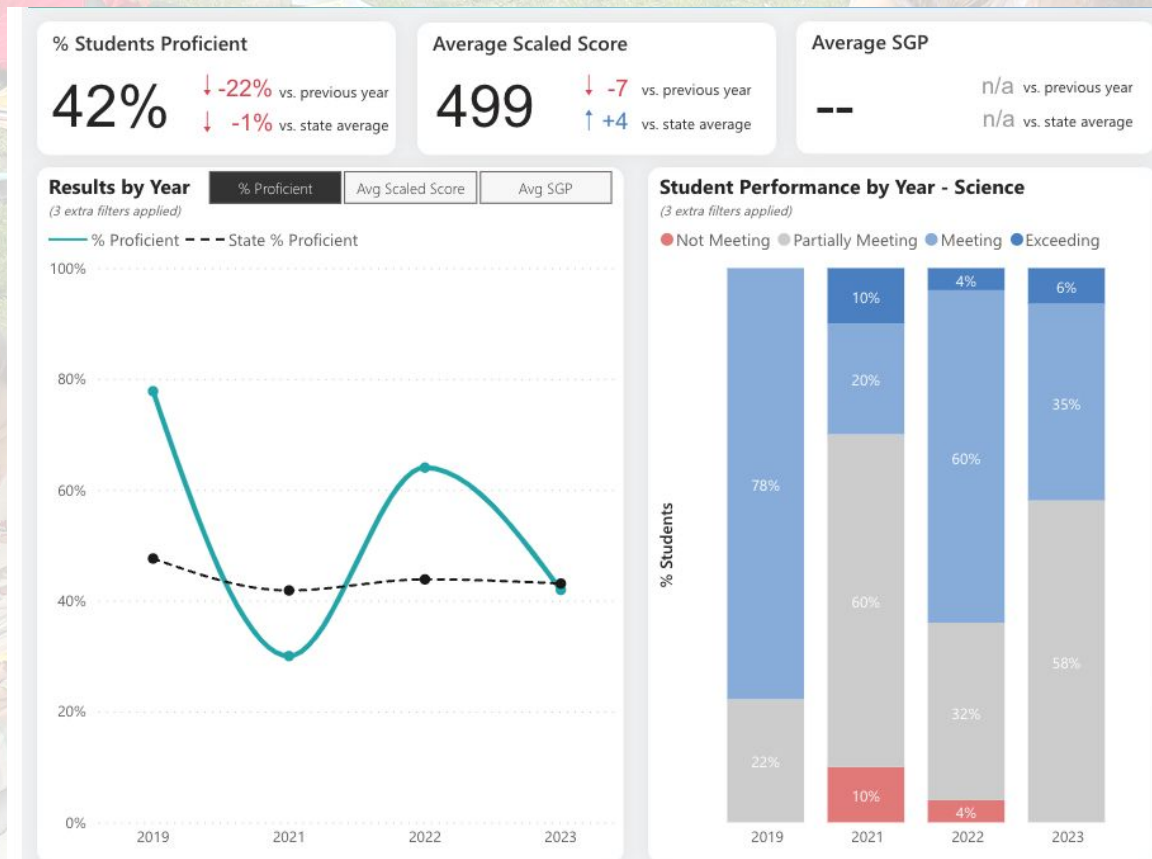 % Students Proficient
42%
↓ -22% vs. previous year
↓ -1% vs. state average
Average Scaled Score
499
↓ -7 vs. previous year
↑ +4 vs. state average
Average SGP
--
n/a vs. previous year
n/a vs. state average
Results by Year
% Proficient
Avg Scaled Score
Avg SGP
(3 extra filters applied)
% Proficient
State % Proficient
100%
80%
60%
40%
20%
0%
2019
2021
2022
2023
Student Performance by Year - Science
(3 extra filters applied)
Not Meeting
Partially Meeting
Meeting
Exceeding
% Students
78%
22%
10%
20%
60%
10%
4%
60%
32%
4%
6%
35%
58%
2019
2021
2022
2023